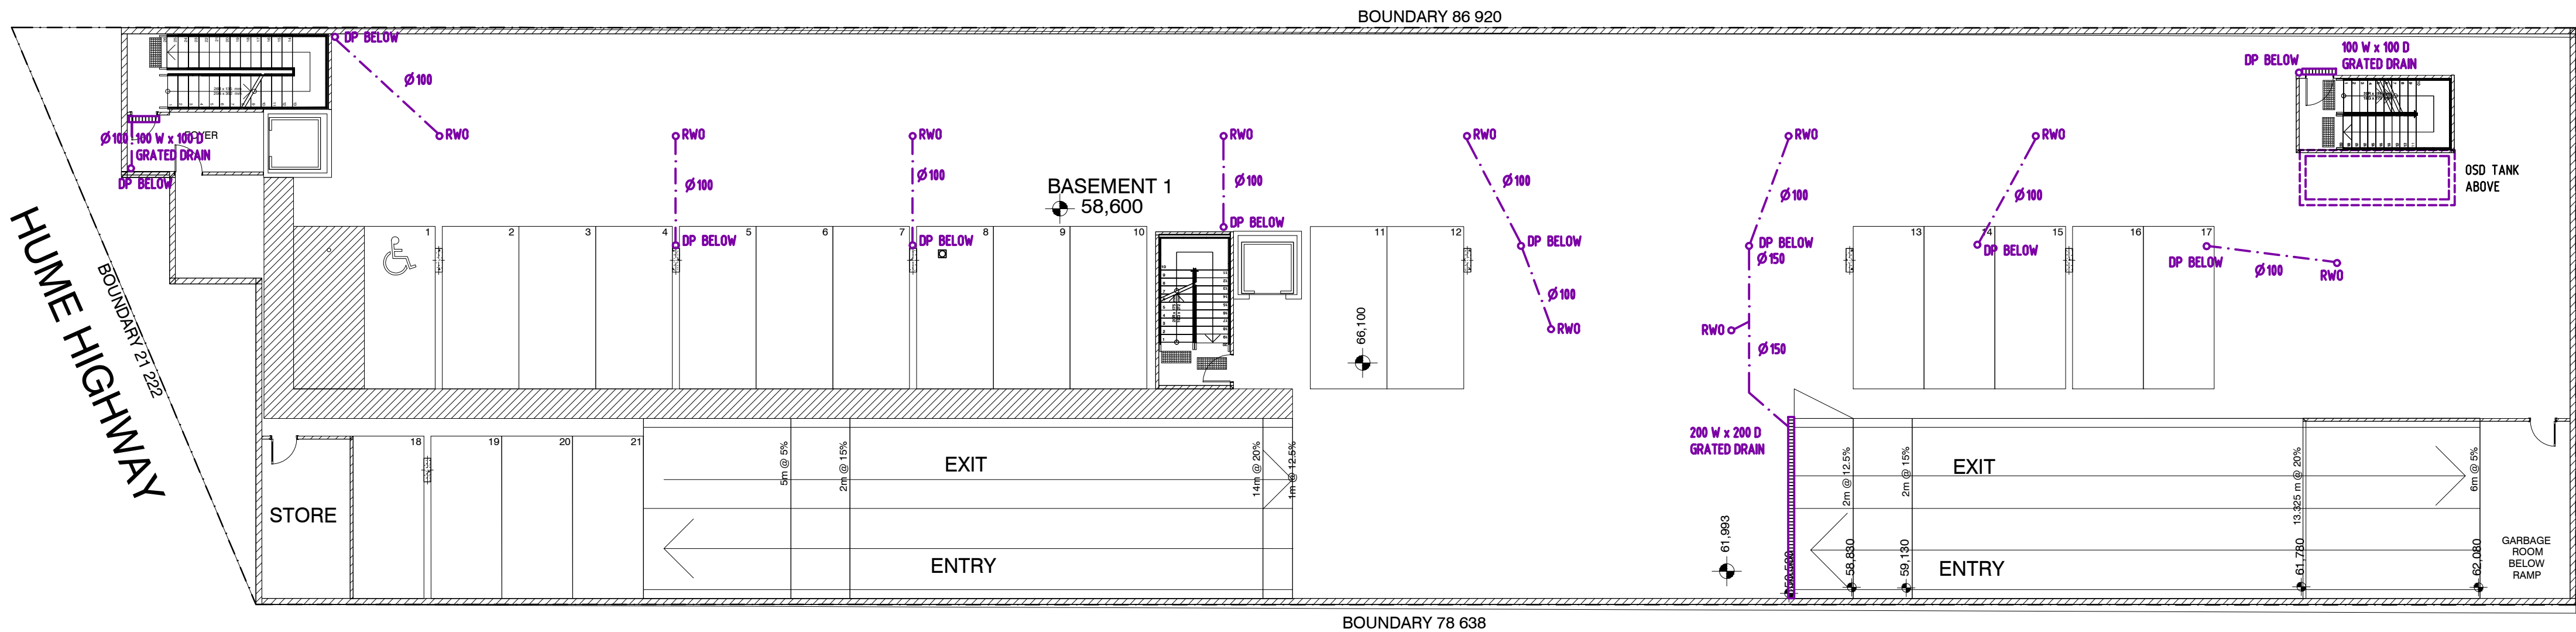 BOUNDARY 86 920
DP BELOW
Ø100
RWO
FOYER
Ø100
100 W x 100 D
GRATED DRAIN
DP BELOW
RWO
Ø100
DP BELOW
RWO
Ø100
DP BELOW
RWO
Ø100
DP BELOW
BASEMENT 1
58,600
RWO
Ø100
DP BELOW
Ø100
RWO
RWO
Ø100
DP BELOW
Ø150
RWO
Ø150
RWO
Ø100
DP BELOW
DP BELOW
Ø100
RWO
DP BELOW
100 W x 100 D
GRATED DRAIN
OSD TANK
ABOVE
1
2
3
4
5
6
7
8
9
10
11
12
13
14
15
16
17
66,100
HUME HIGHWAY
BOUNDARY 21 222
STORE
18
19
20
21
5m @ 5%
2m @ 15%
EXIT
ENTRY
14m @ 20%
1m @ 12.5%
200 W x 200 D
GRATED DRAIN
61,993
2m @ 12.5%
58,830
2m @ 15%
59,130
EXIT
ENTRY
13.325 m @ 20%
61,780
6m @ 5%
62,080
GARBAGE
ROOM
BELOW
RAMP
BOUNDARY 78 638